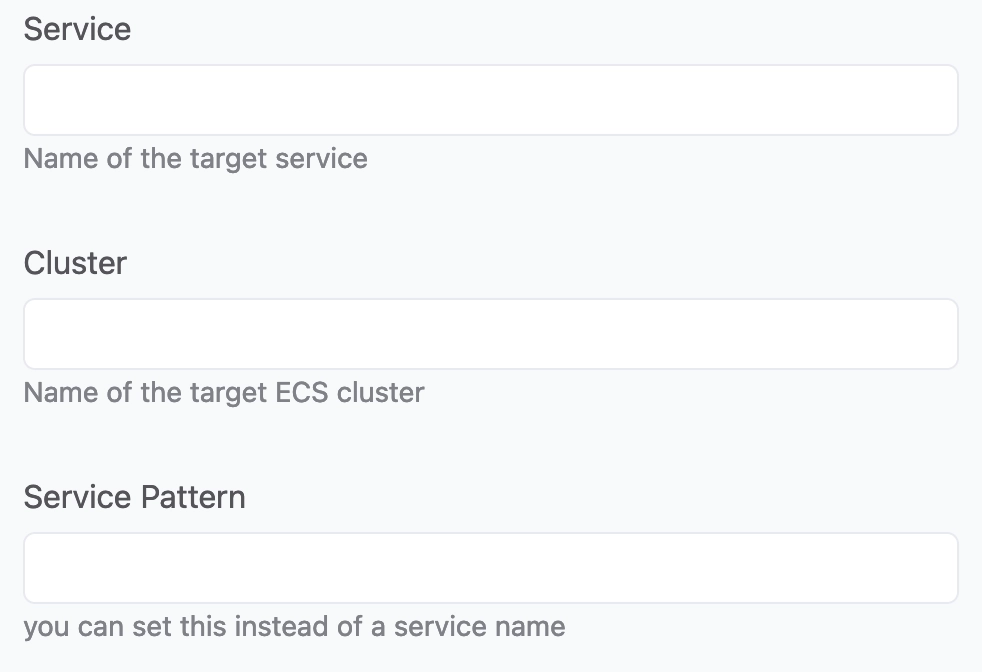 Service
Name of the target service
Cluster
Name of the target ECS cluster
Service Pattern
you can set this instead of a service name